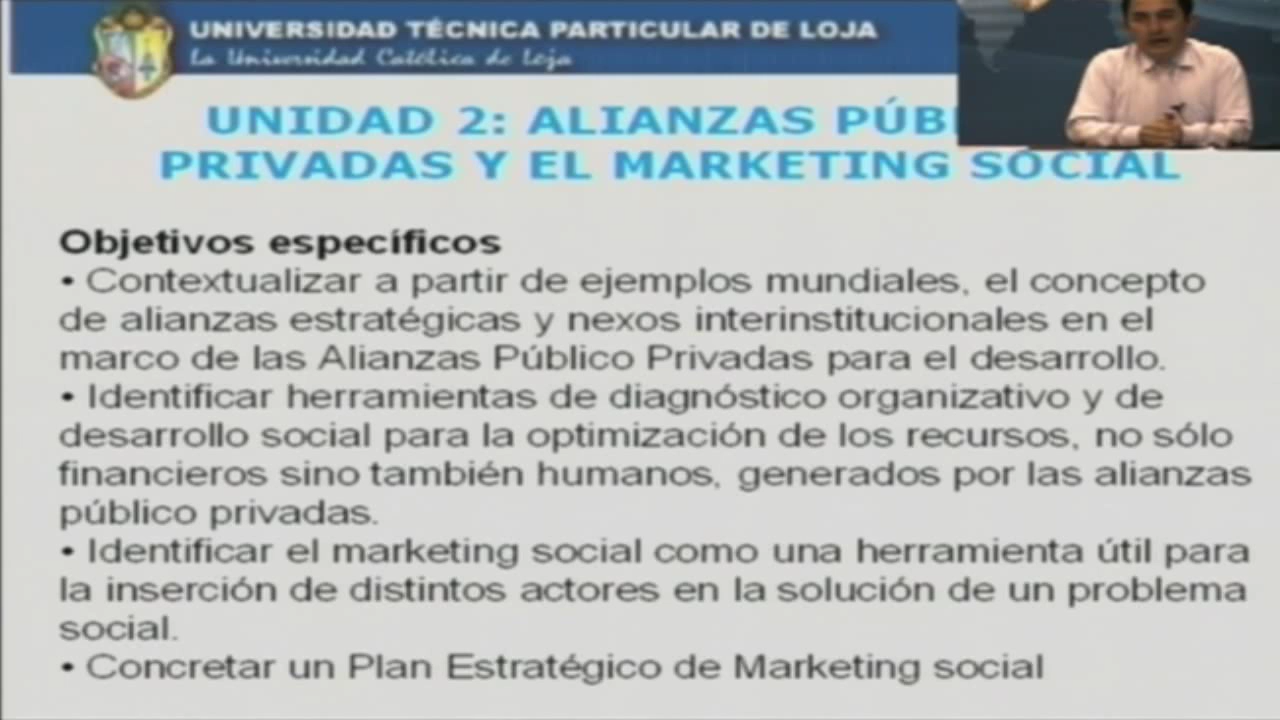 UNIVERSIDAD TÉCNICA PARTICULAR DE LOJA
La Universidad Católica de Loja
UNIDAD 2: ALIANZAS
PRIVADAS Y EL MARKETING SOCIAL
Objetivos específicos
• Contextualizar a partir de ejemplos mundiales, el concepto
de alianzas estratégicas y nexos interinstitucionales en el
marco de las Alianzas Público Privadas para el desarrollo.
• Identificar herramientas de diagnóstico organizativo y de
desarrollo social para la optimización de los recursos, no sólo
financieros sino también humanos, generados por las alianzas
público privadas.
• Identificar el marketing social como una herramienta útil para
la inserción de distintos actores en la solución de un problema
social.
• Concretar un Plan Estratégico de Marketing social